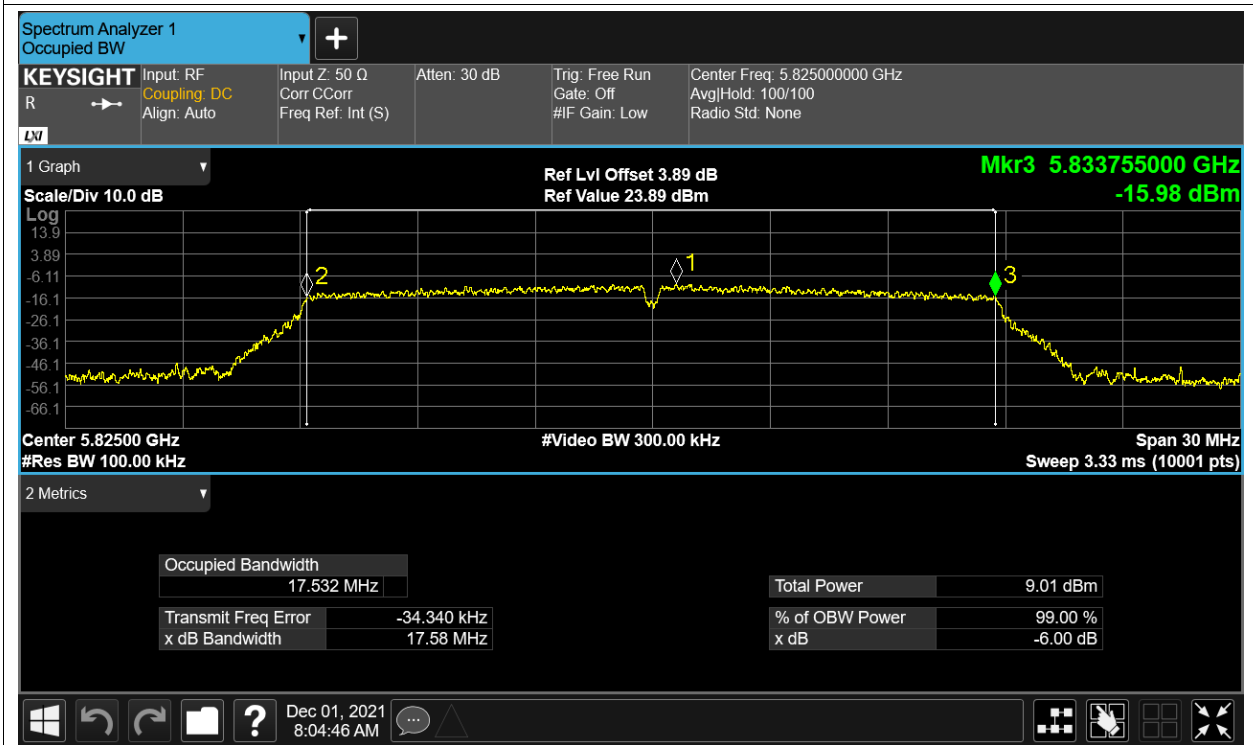 Spectrum Analyzer 1
Occupied BW
KEYSIGHT Input: RF Input Z: 50 Ω Atten: 30 dB Trig: Free Run Center Freq: 5.825000000 GHz
R Coupling: DC Corr CCorr Gate: Off Avg|Hold: 100/100
Align: Auto Freq Ref: Int (S) #IF Gain: Low Radio Std: None
LXI
1 Graph Ref Lvl Offset 3.89 dB Mkr3 5.833755000 GHz
Scale/Div 10.0 dB Ref Value 23.89 dBm -15.98 dBm
Log
13.9
3.89
1
-6.11 2 3
-16.1
-26.1
-36.1
-46.1
-56.1
-66.1
Center 5.82500 GHz #Video BW 300.00 kHz Span 30 MHz
#Res BW 100.00 kHz Sweep 3.33 ms (10001 pts)
2 Metrics
Occupied Bandwidth
17.532 MHz Total Power 9.01 dBm
Transmit Freq Error -34.340 kHz % of OBW Power 99.00 %
x dB Bandwidth 17.58 MHz x dB -6.00 dB
? Dec 01, 2021
8:04:46 AM